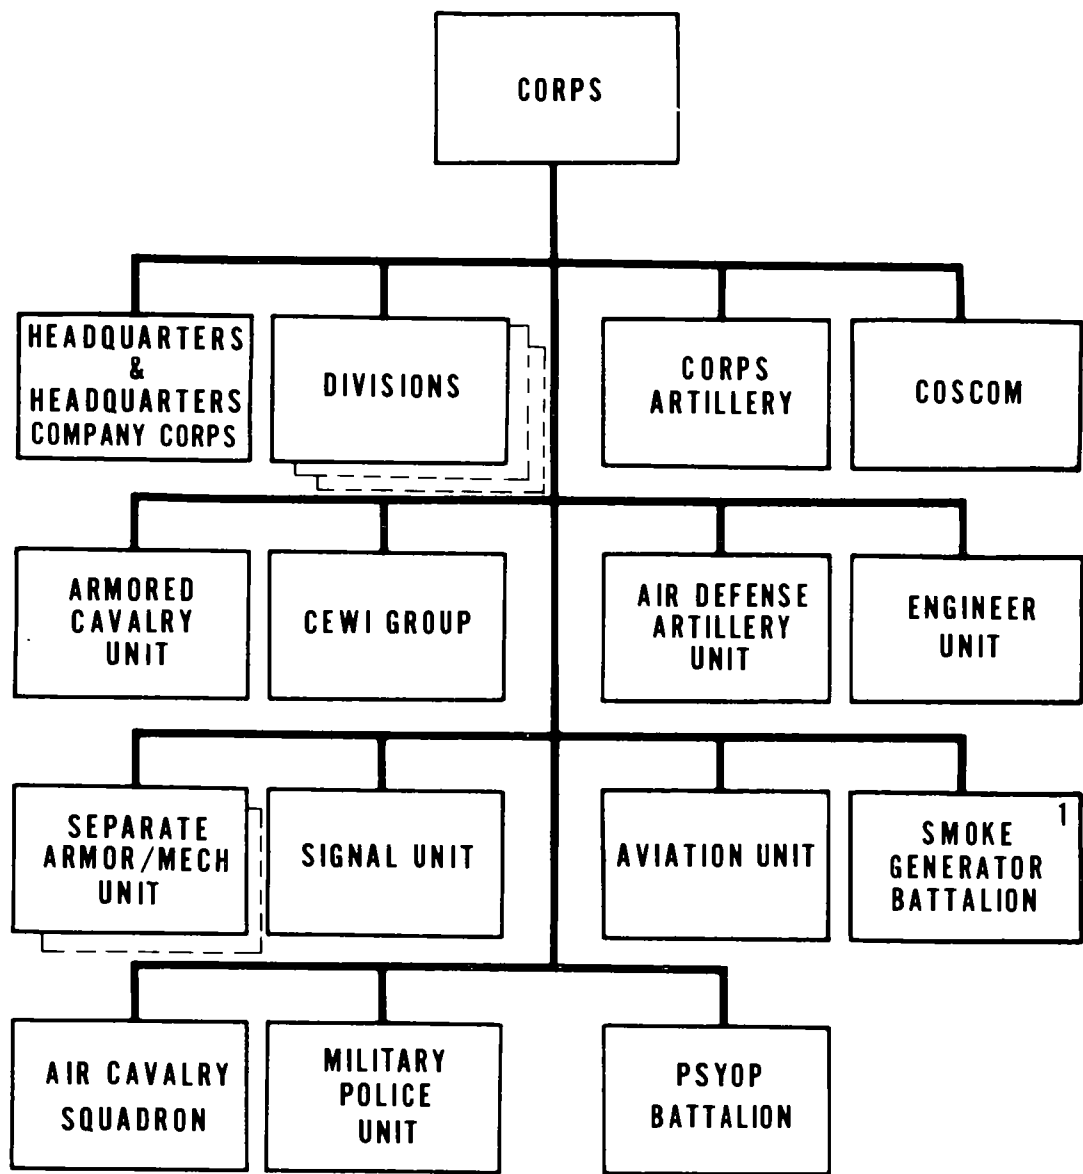 CORPS
HEADQUARTERS
&
HEADQUARTERS
COMPANY CORPS
DIVISIONS
CORPS
ARTILLERY
COSCOM
ARMORED
CAVALRY
UNIT
CEWI GROUP
AIR DEFENSE
ARTILLERY
UNIT
ENGINEER
UNIT
SEPARATE
ARMOR/MECH
UNIT
SIGNAL UNIT
AVIATION UNIT
1
SMOKE
GENERATOR
BATTALION
AIR CAVALRY
SQUADRON
MILITARY
POLICE
UNIT
PSYOP
BATTALION